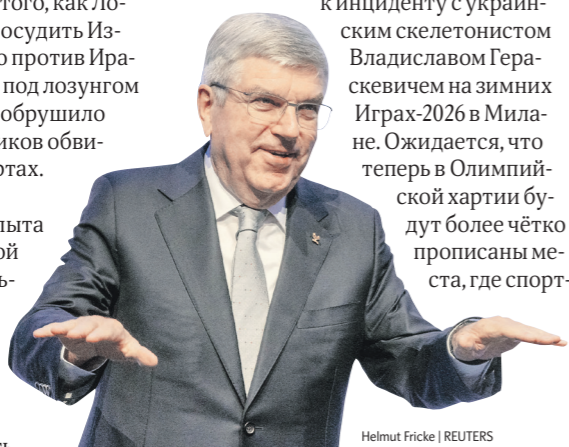 того, как Ло-
осудить Из-
о против Ира-
под лозунгом
обрушило
иков обви-
ртах.
пыта
ой
ь-
к инциденту с украин-
ским скелетонистом
Владиславом Гера-
скевичем на зимних
Играх-2026 в Мила-
не. Ожидается, что
теперь в Олимпий-
ской хартии бу-
дут более чётко
прописаны ме-
ста, где спорт-
Helmut Fricke | REUTERS